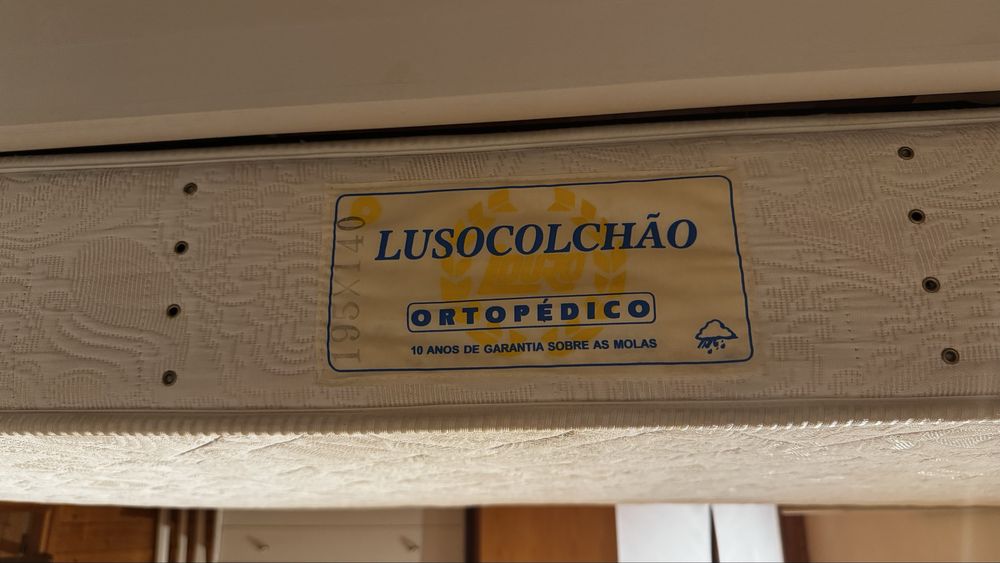 LUSOCOLCHÃO
ORTOPÉDICO
10 ANOS DE GARANTIA SOBRE AS MOLAS
195X140